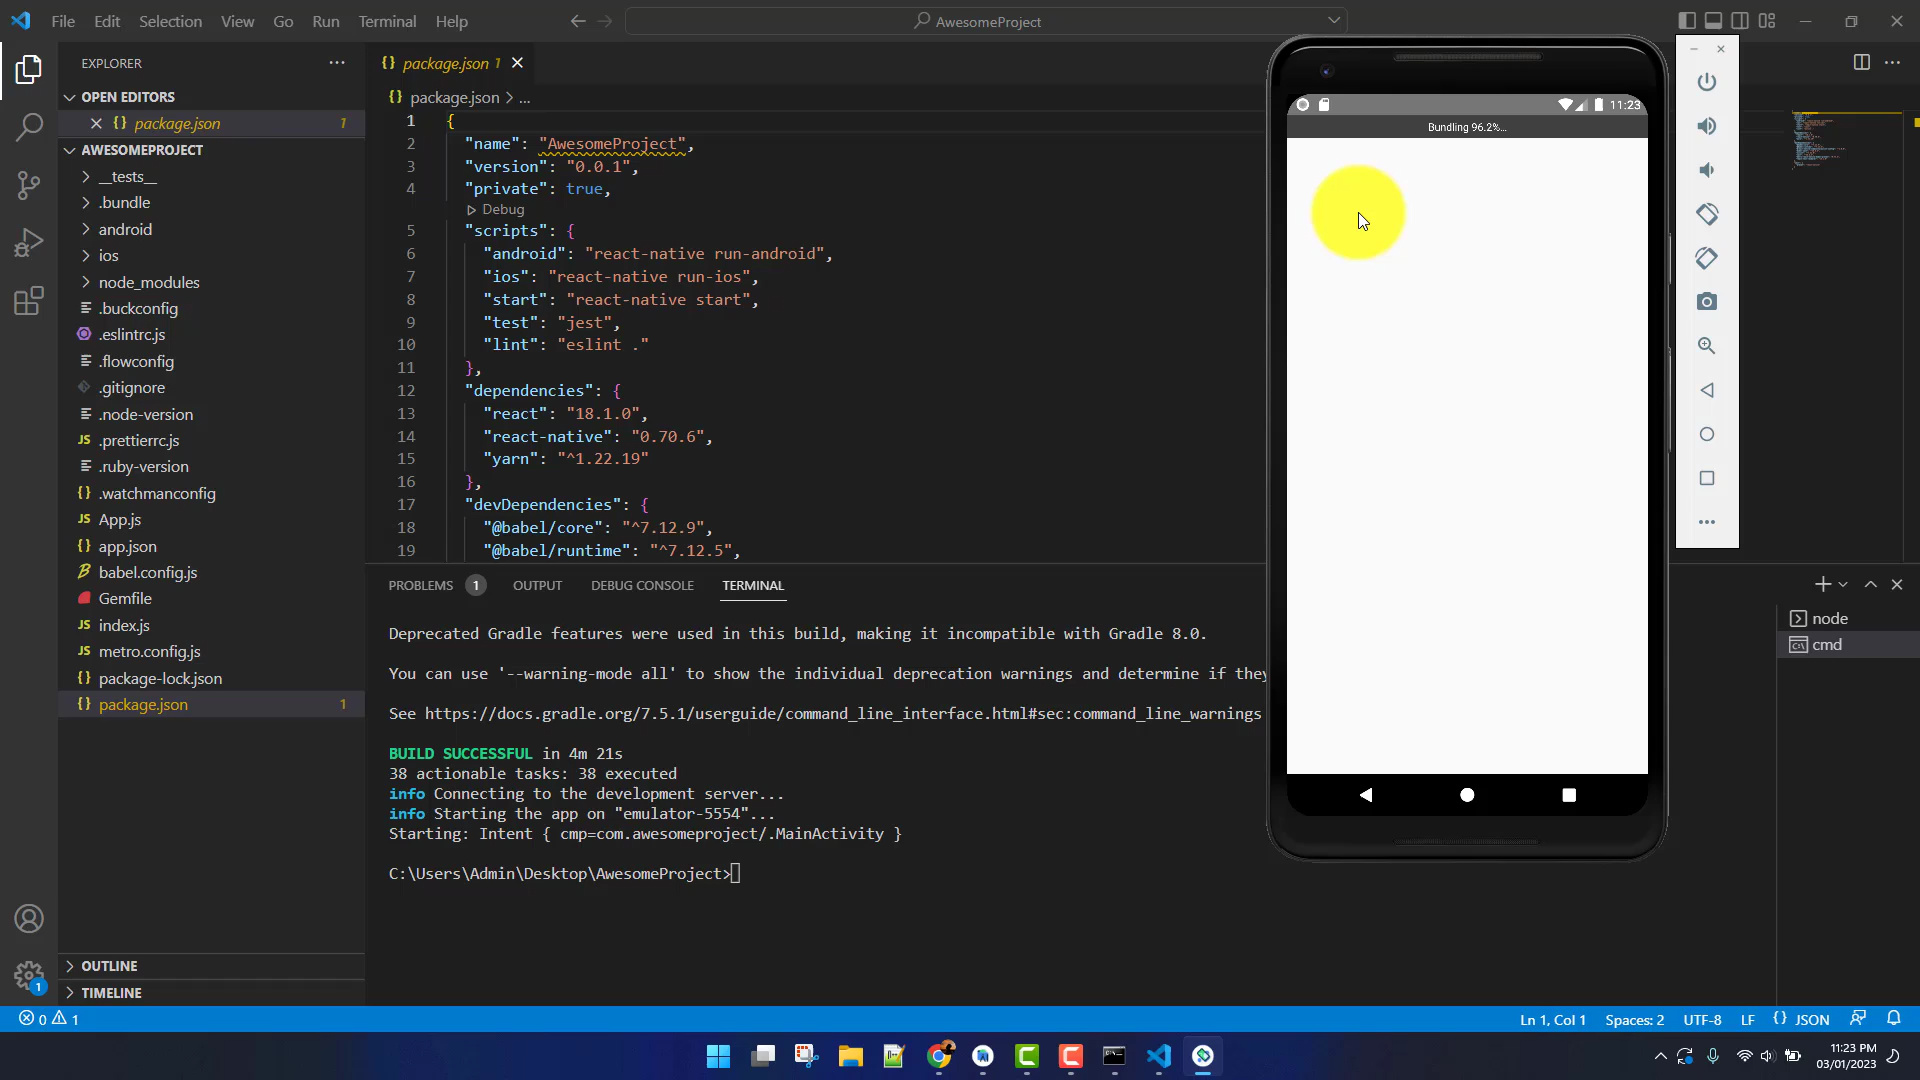 File Edit Selection View Go Run Terminal Help
AwesomeProject
EXPLORER
OPEN EDITORS
package.json 1
AWESOMEPROJECT
__tests__
.bundle
android
ios
node_modules
.buckconfig
.eslintrc.js
.flowconfig
.gitignore
.node-version
.prettierrc.js
.ruby-version
.watchmanconfig
App.js
app.json
babel.config.js
Gemfile
index.js
metro.config.js
package-lock.json
package.json 1
OUTLINE
TIMELINE
package.json 1
package.json > ...
1 {
2 "name": "AwesomeProject",
3 "version": "0.0.1",
4 "private": true,
Debug
5 "scripts": {
6 "android": "react-native run-android",
7 "ios": "react-native run-ios",
8 "start": "react-native start",
9 "test": "jest",
10 "lint": "eslint ."
11 },
12 "dependencies": {
13 "react": "18.1.0",
14 "react-native": "0.70.6",
15 "yarn": "^1.22.19"
16 },
17 "devDependencies": {
18 "@babel/core": "^7.12.9",
19 "@babel/runtime": "^7.12.5",
PROBLEMS 1 OUTPUT DEBUG CONSOLE TERMINAL
Deprecated Gradle features were used in this build, making it incompatible with Gradle 8.0.
You can use '--warning-mode all' to show the individual deprecation warnings and determine if they
See https://docs.gradle.org/7.5.1/userguide/command_line_interface.html#sec:command_line_warnings
BUILD SUCCESSFUL in 4m 21s
38 actionable tasks: 38 executed
info Connecting to the development server...
info Starting the app on "emulator-5554"...
Starting: Intent { cmp=com.awesomeproject/.MainActivity }
C:\Users\Admin\Desktop\AwesomeProject>
node
cmd
11:23
Bundling 96.2%...
0 1
Ln 1, Col 1 Spaces: 2 UTF-8 LF {} JSON
11:23 PM
03/01/2023